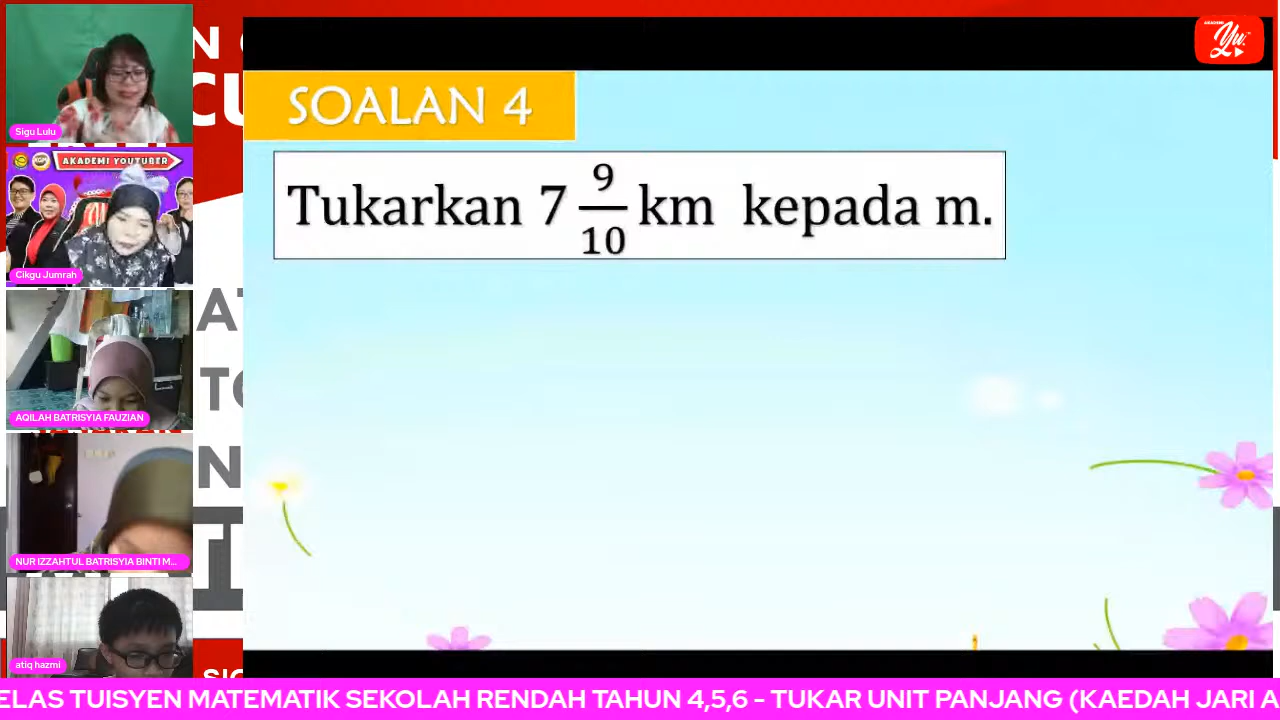 SOALAN 4
Tukarkan 7 9/10 km kepada m.
Sigu Lulu
AKADEMI YOUTUBER
Cikgu Jumrah
AQILAH BATRISYIA FAUZIAN
NUR IZZAHTUL BATRISYIA BINTI M...
atiq hazmi
ELAS TUISYEN MATEMATIK SEKOLAH RENDAH TAHUN 4,5,6 - TUKAR UNIT PANJANG (KAEDAH JARI A